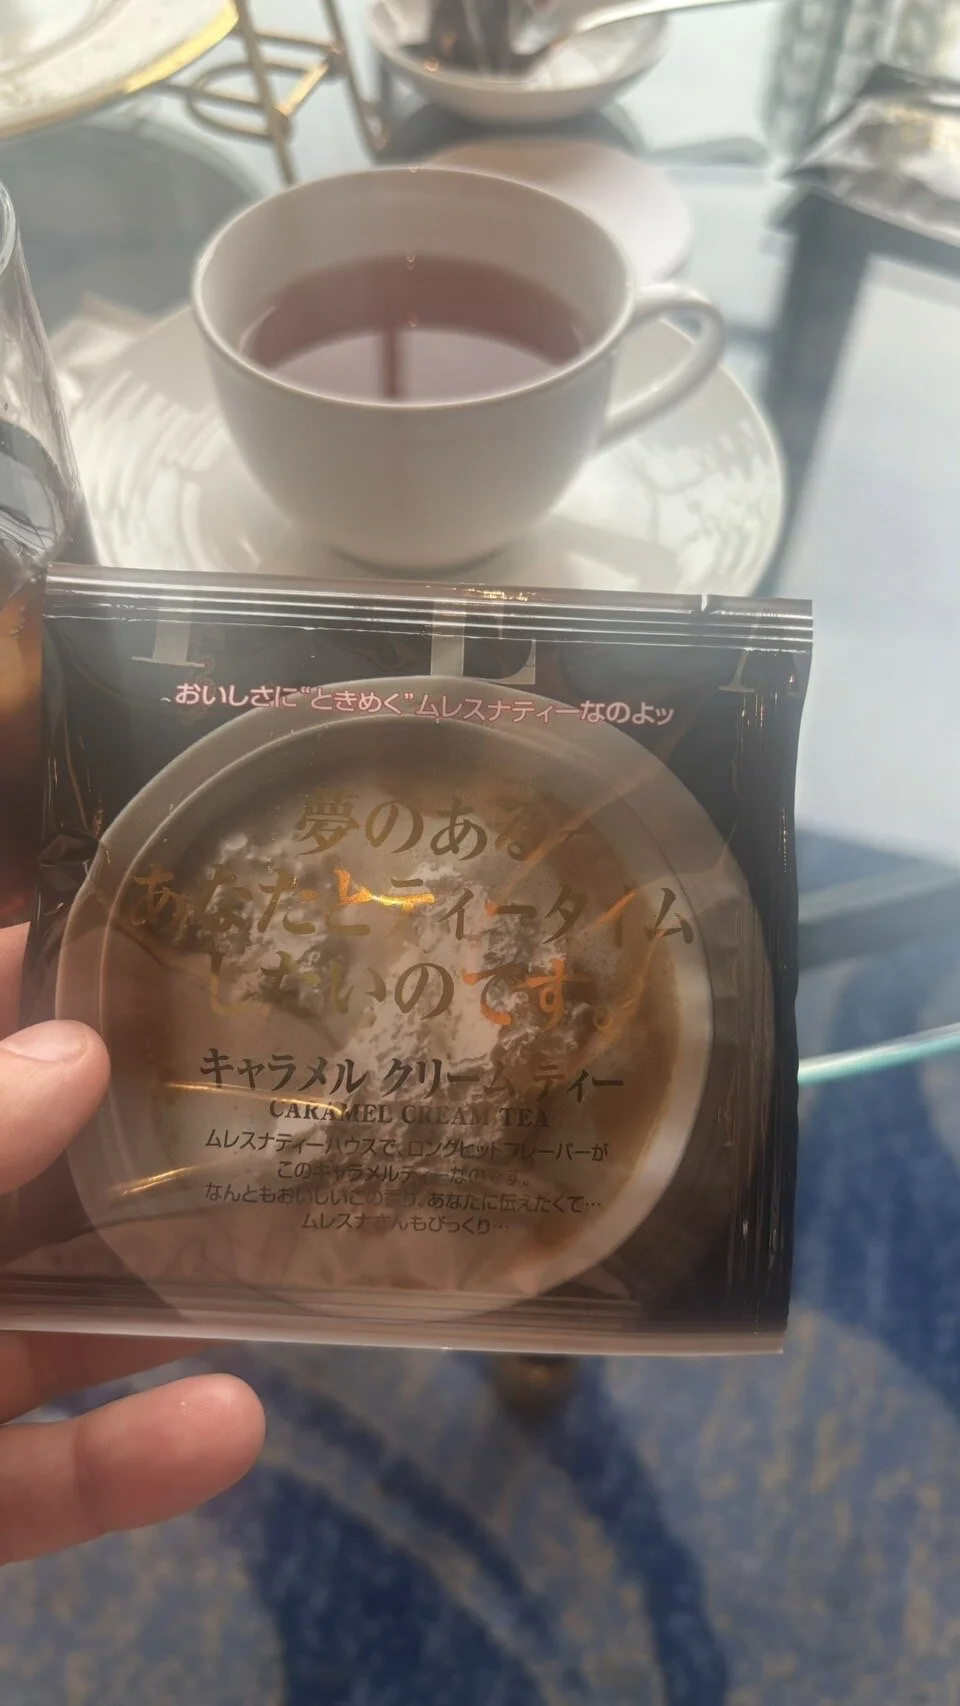 おいしさに“ときめく”ムレスナティーなのよッ
夢のある
あなたとティータイム
したいのです。
キャラメル クリーム ティー
CARAMEL CREAM TEA
ムレスナティーハウスで、ロングヒットフレーバーが
このキャラメルティーなのです。
なんともおいしいこの香り、あなたに伝えたくて…
ムレスナさんもびっくり…